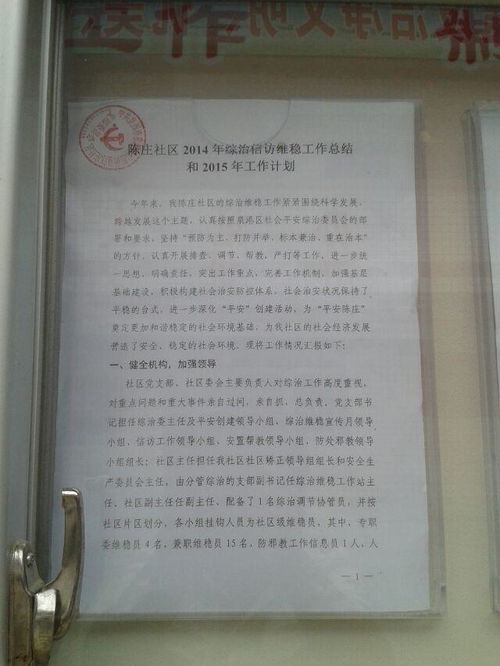 洁净文明
陈庄社区 2014 年综治信访维稳工作总结
和 2015 年工作计划
今年来，我陈庄社区的综治维稳工作紧紧围绕科学发展、
跨越发展这个主题，认真按照泉港区社会平安综治委员会的部
署和要求，坚持“预防为主，打防并举，标本兼治，重在治本”
的方针，认真开展排查、调节、帮教、严打等工作，进一步统
一思想，明确责任，突出工作重点，完善工作机制，加强基层
基础建设，积极构建社会治安防控体系，社会治安状况保持了
平稳的台式，进一步深化“平安”创建活动，为“平安陈庄”
奠定更加和谐稳定的社会环境基础，为我社区的社会经济发展
营造了安全、稳定的社会环境。现将工作情况汇报如下：
一、健全机构，加强领导
社区党支部、社区委会主要负责人对综治工作高度重视，
对重点问题和重大事件亲自过问，亲自抓，总负责，党支部书
记担任综治委主任及平安创建领导小组、综治维稳宣传月领导
小组、信访工作领导小组、安置帮教领导小组、防处邪教领导
小组组长；社区主任担任我社区社区矫正领导组组长和安全生
产委员会主任，由分管综治的支部副书记任综治维稳工作站主
任、社区副主任任副主任、配备了 1 名综治调节协管员，并按
社区片区划分，各小组挂钩人员为社区级维稳员，其中，专职
委维稳员 4 名，兼职维稳员 15 名，防邪教工作信息员 1 人，人
— 1 —